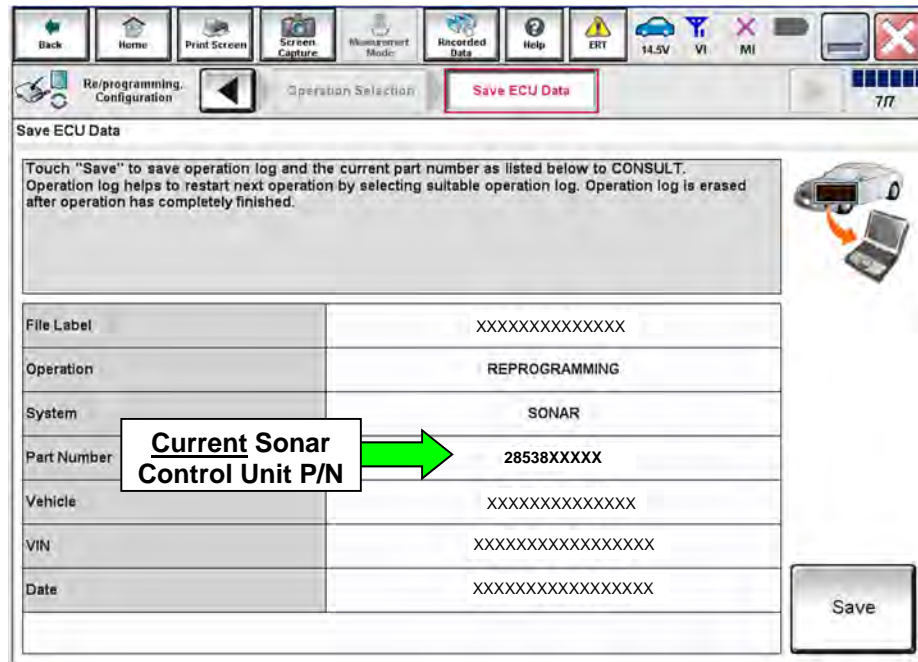 Back
Home
Print Screen
Screen
Capture
Measurement
Mode
Recorded
Data
Help
ERT
14.5V
VI
MI
Re/programming,
Configuration
Operation Selection
Save ECU Data
7/7
Save ECU Data
Touch "Save" to save operation log and the current part number as listed below to CONSULT.
Operation log helps to restart next operation by selecting suitable operation log. Operation log is erased
after operation has completely finished.
File Label
XXXXXXXXXXXXXX
Operation
REPROGRAMMING
System
SONAR
Part Number
Current Sonar
Control Unit P/N
28538XXXXX
Vehicle
XXXXXXXXXXXXXX
VIN
XXXXXXXXXXXXXXXXX
Date
XXXXXXXXXXXXXXXXX
Save